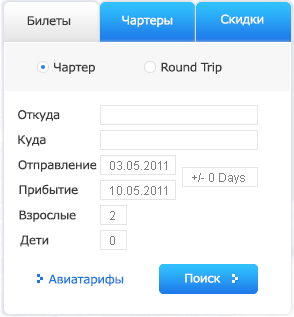 Билеты Чартеры Скидки
Чартер Round Trip
Откуда
Куда
Отправление 03.05.2011
+/- 0 Days
Прибытие 10.05.2011
Взрослые 2
Дети 0
Авиатарифы Поиск